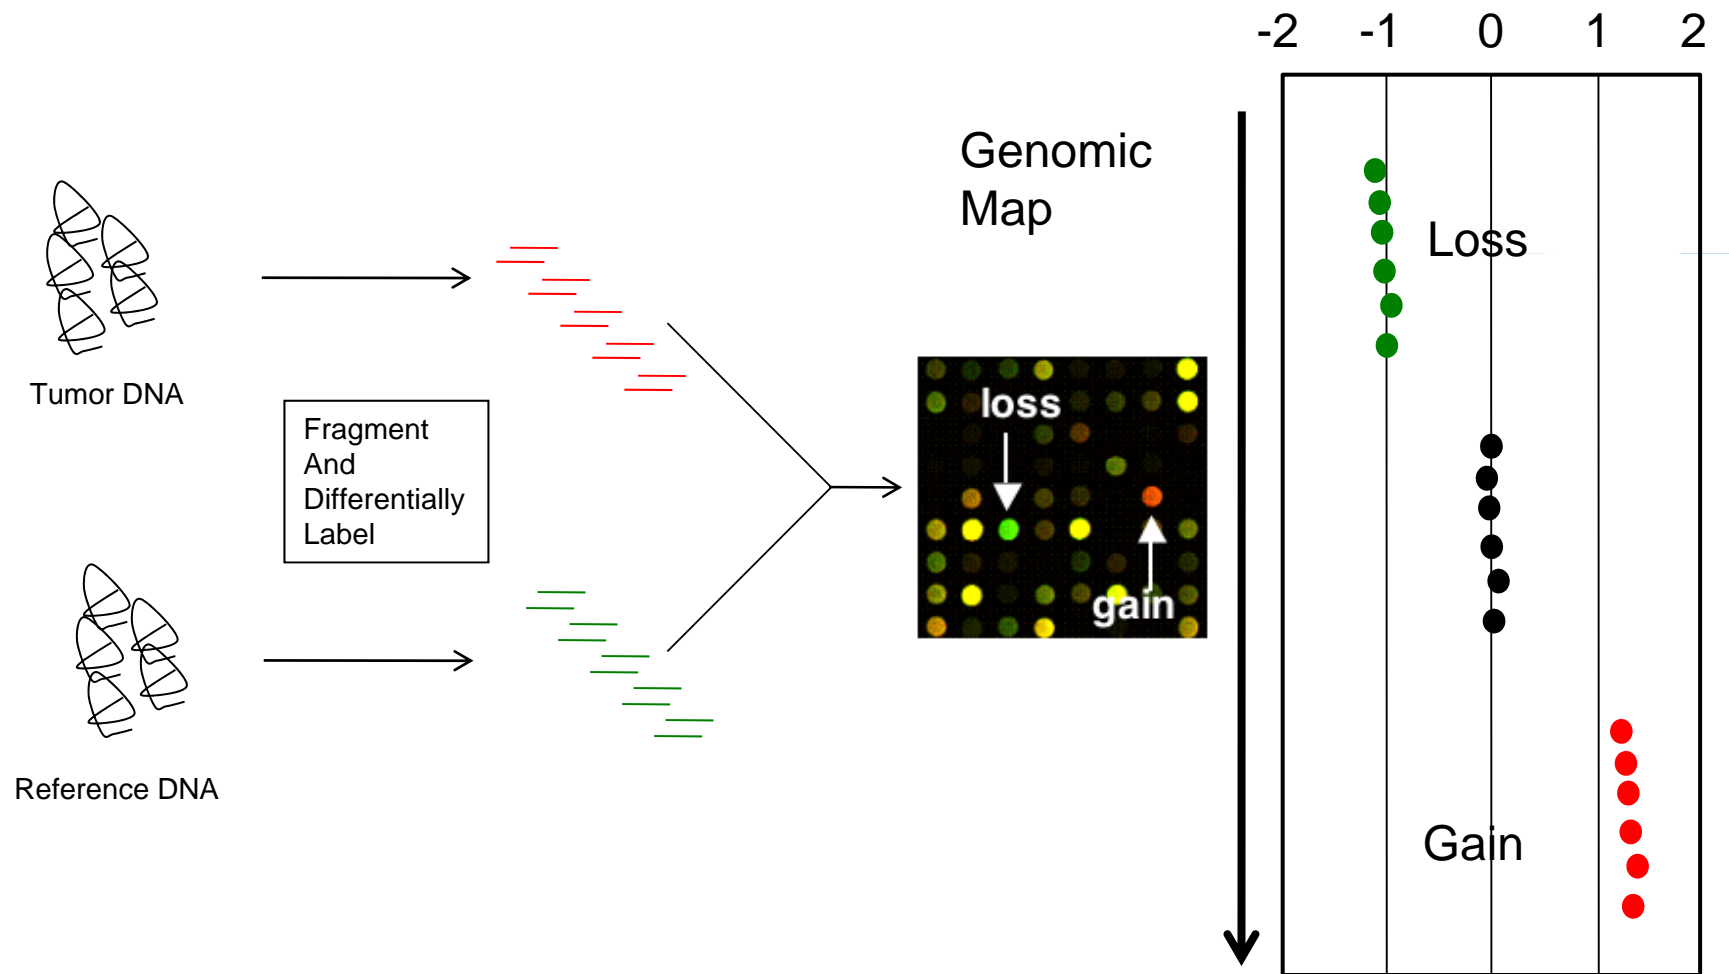 -2 -1 0 1 2
Genomic
Map
Loss
Tumor DNA
Fragment
And
Differentially
Label
loss
gain
Reference DNA
Gain